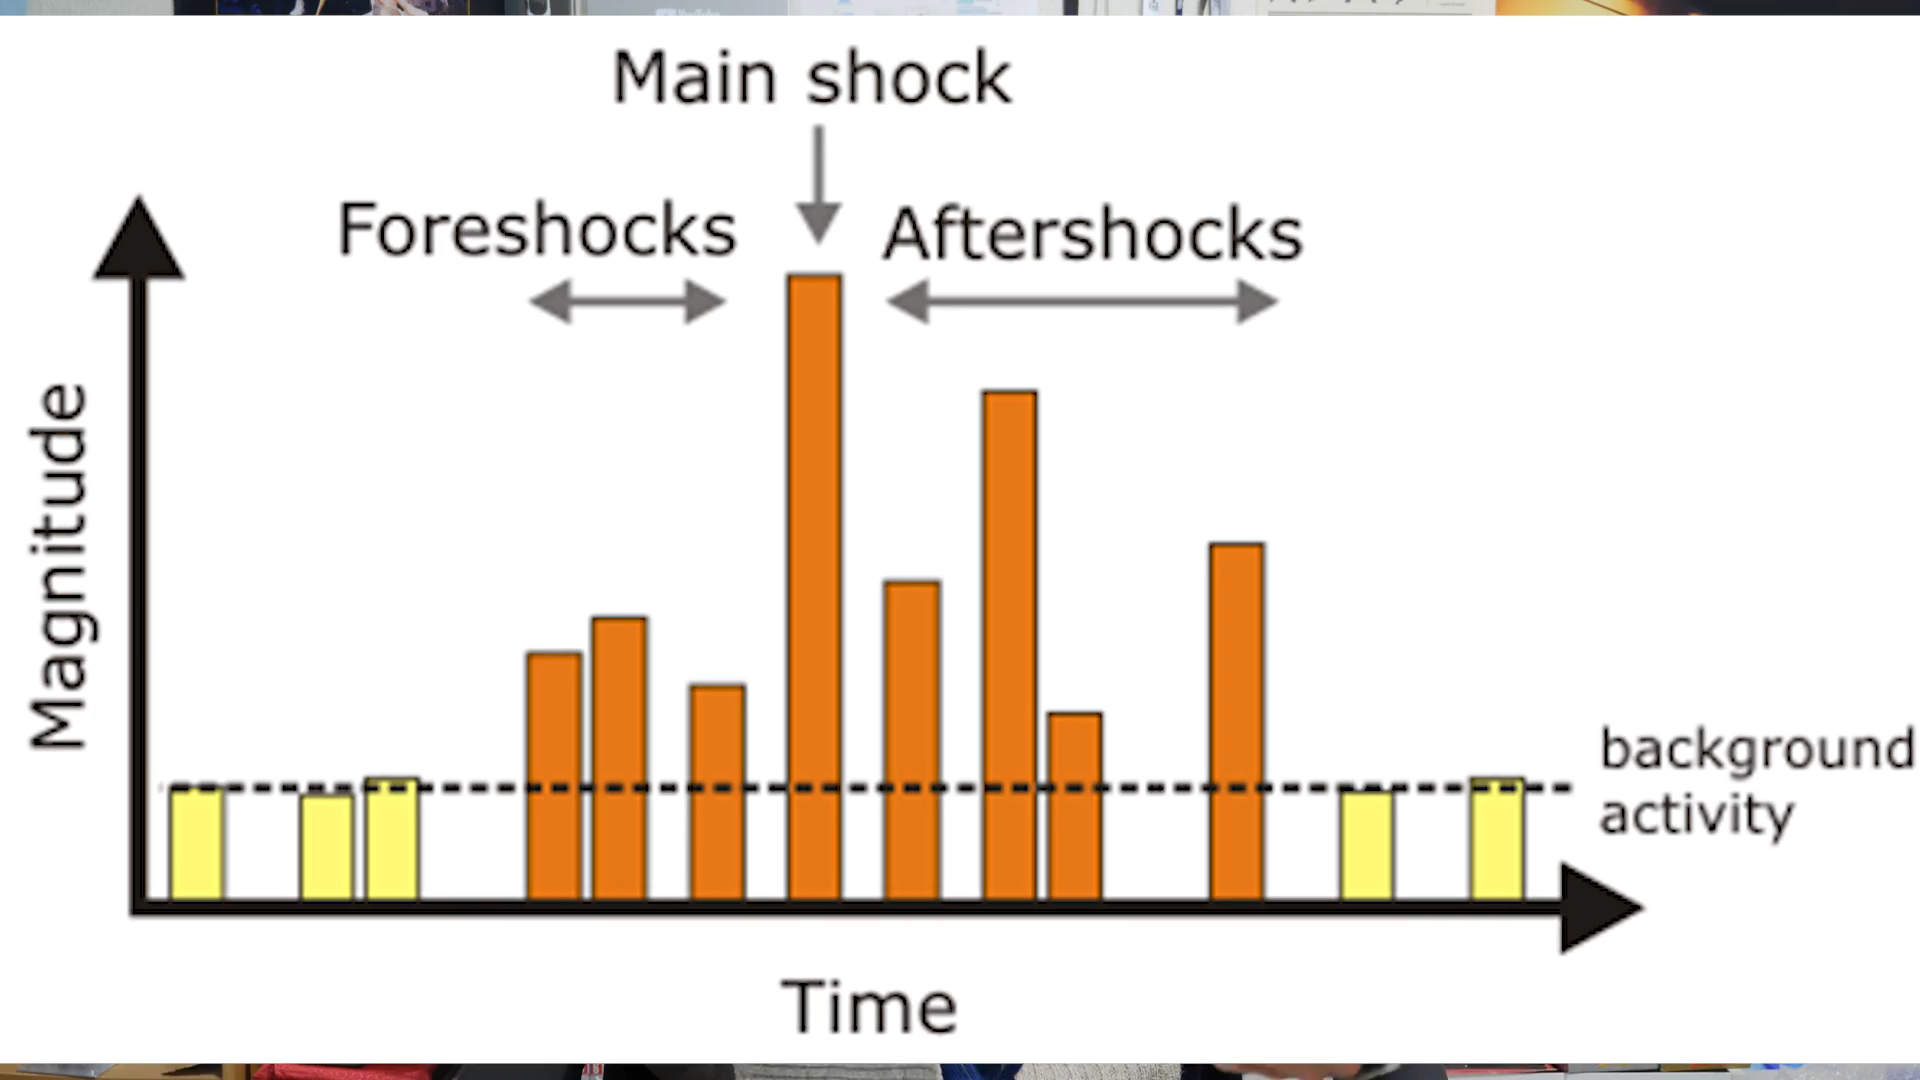 Main shock
Foreshocks
Aftershocks
Magnitude
background
activity
Time